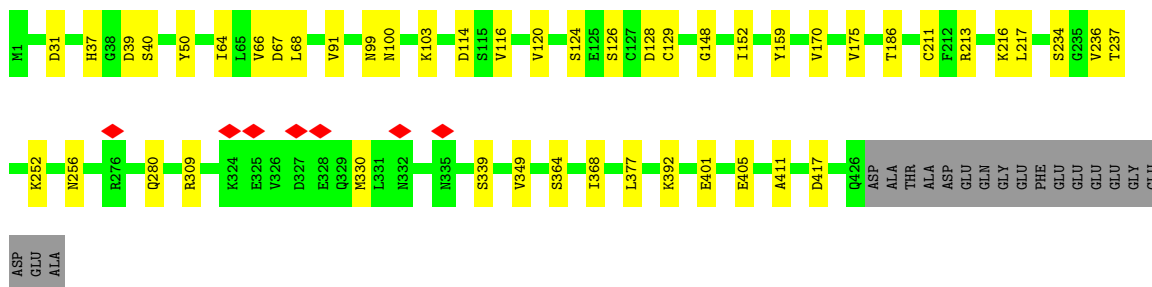 M1 D31 H37 G38 D39 S40 Y50 I64 L65 V66 D67 L68 V91 N99 N100 K103 D114 S115 V116 V120 S124 E125 S126 C127 D128 C129 G148 I152 Y159 V170 V175 T186 C211 F212 R213 K216 L217 S234 G235 V236 T237
K252 N256 R276 Q280 R309 K324 E325 V326 D327 E328 Q329 M330 L331 N332 N335 S339 V349 S364 I368 L377 K392 E401 E405 A411 D417 Q426 ASP ALA THR ALA ASP GLU GLN GLY GLU PHE GLU GLU GLU GLU GLY GLU
ASP GLU ALA